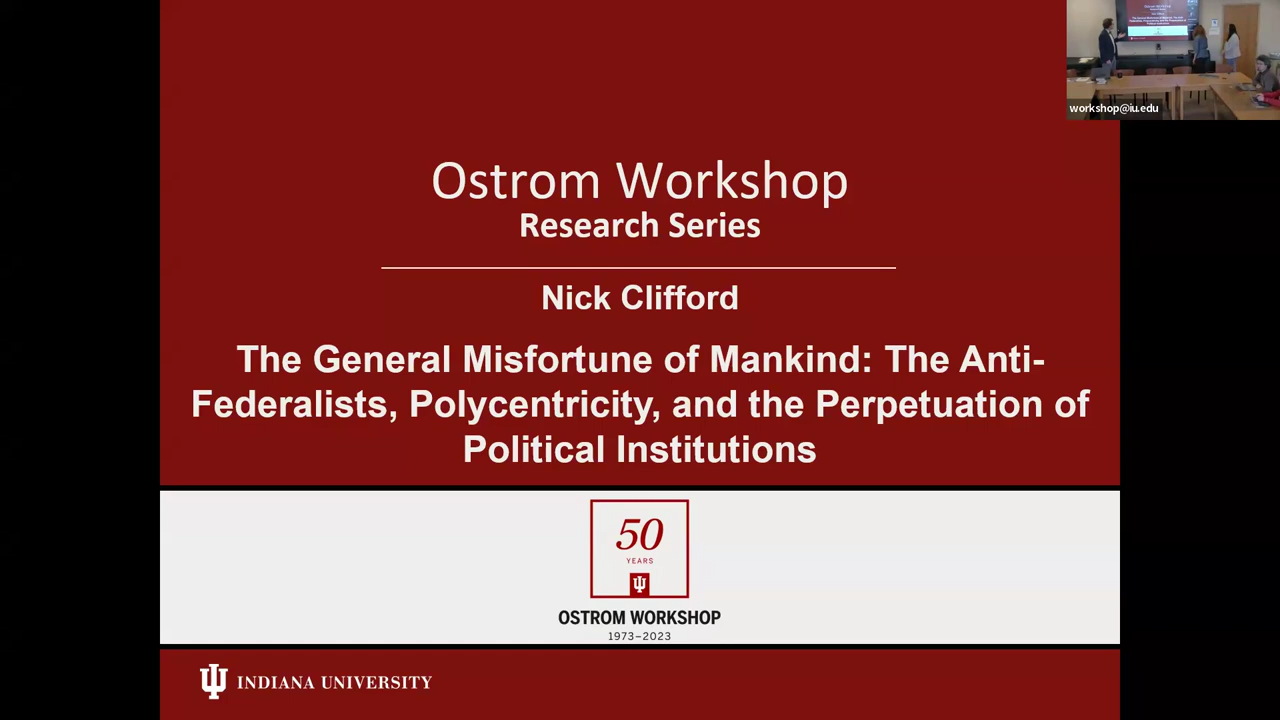 Ostrom Workshop
Research Series
Nick Clifford
The General Misfortune of Mankind: The Anti-
Federalists, Polycentricity, and the Perpetuation of
Political Institutions
50
YEARS
OSTROM WORKSHOP
1973–2023
INDIANA UNIVERSITY
workshop@iu.edu